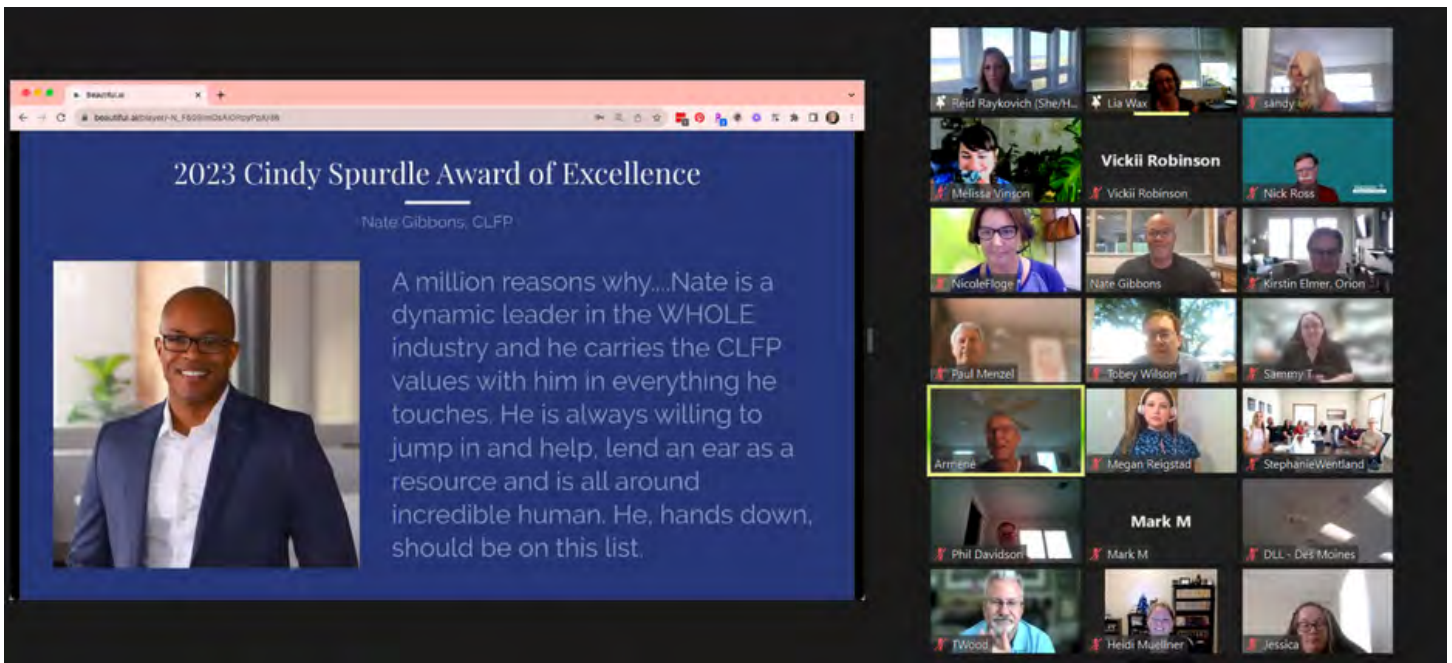 beautiful.ai
2023 Cindy Spurdle Award of Excellence
Nate Gibbons, CLFP
A million reasons why....Nate is a
dynamic leader in the WHOLE
industry and he carries the CLFP
values with him in everything he
touches. He is always willing to
jump in and help, lend an ear as a
resource and is all around
incredible human. He, hands down,
should be on this list.
Reid Raykovich (She/H...
Lia Wax
sandy
Melissa Vinson
Vickii Robinson
Vickii Robinson
Nick Ross
NicoleFloge
Nate Gibbons
Kirstin Elmer, Orion
Paul Menzel
Tobey Wilson
Sammy T
Armene
Megan Reigstad
StephanieWentland
Phil Davidson
Mark M
Mark M
DLL - Des Moines
TWood
Heidi Muellner
Jessica